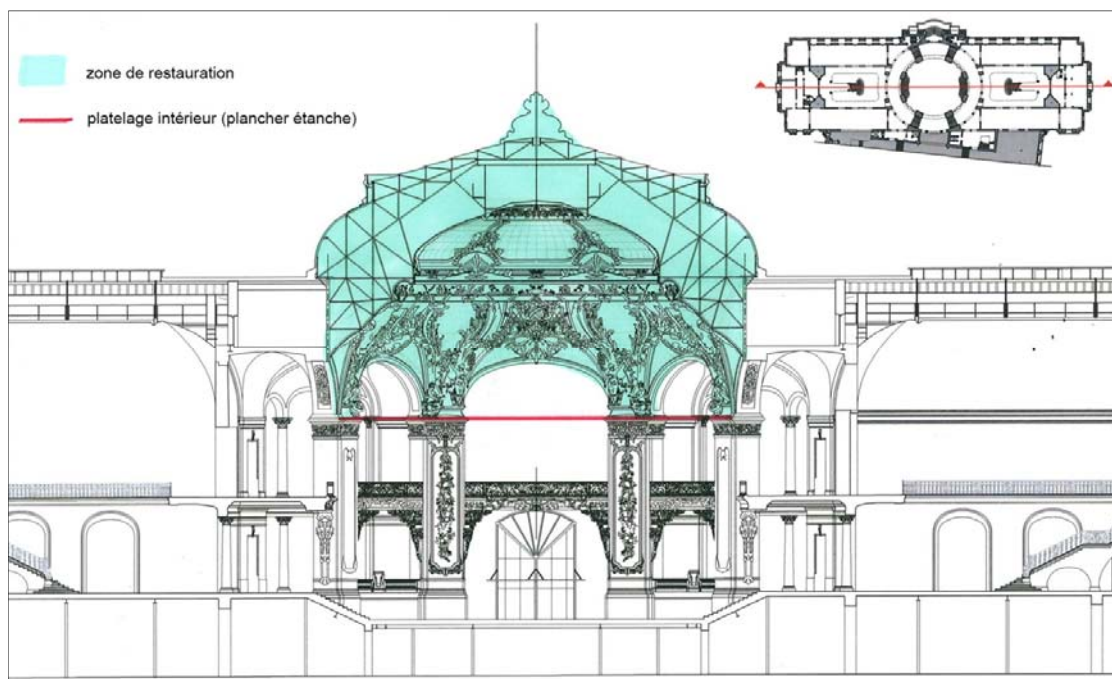 zone de restauration
platelage intérieur (plancher étanche)